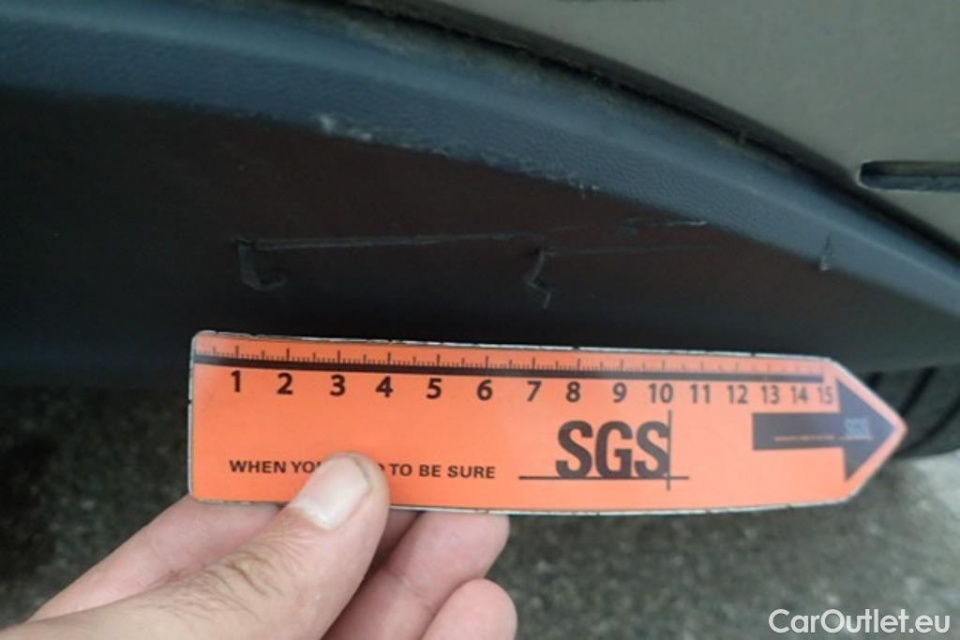 1 2 3 4 5 6 7 8 9 10 11 12 13 14 15
SGS
WHEN TO BE SURE
CarOutlet.eu